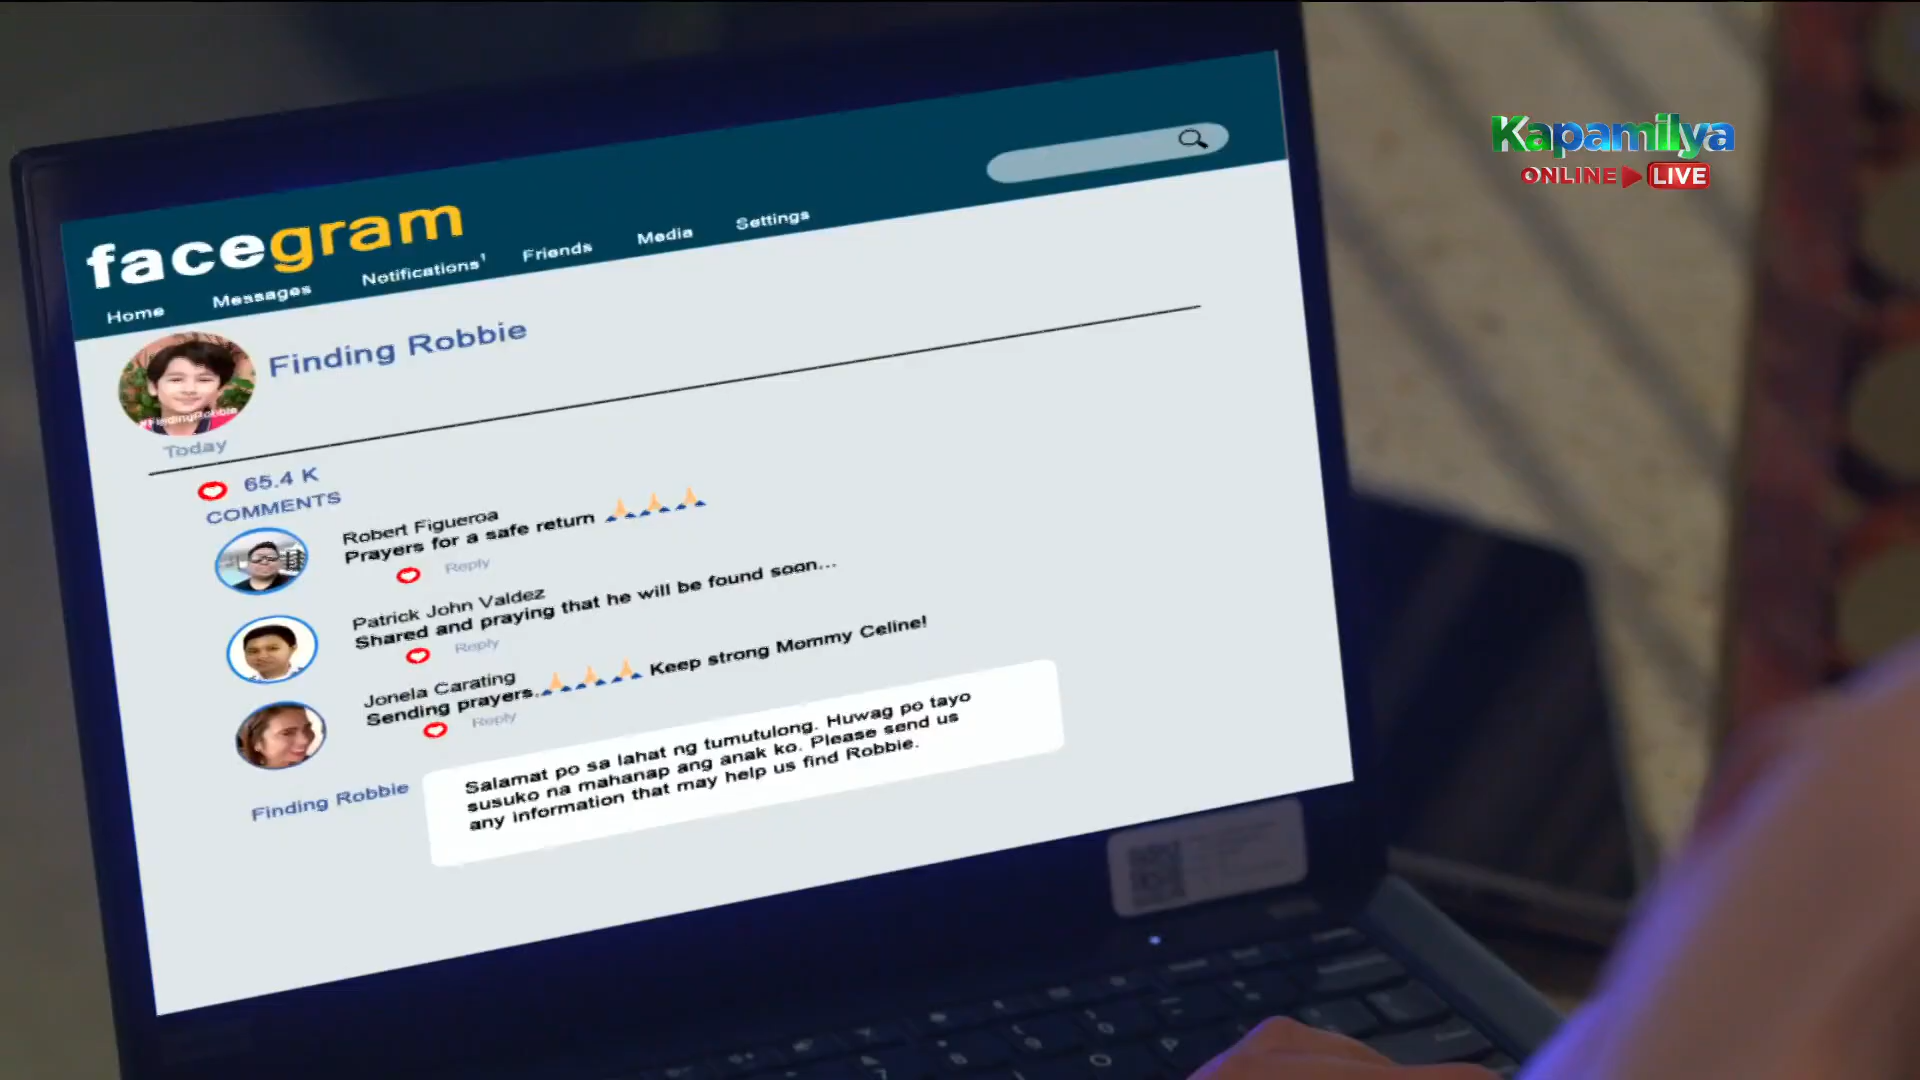 Kapamilya
ONLINE LIVE
facegram
Home Messages Notifications¹ Friends Media Settings
Finding Robbie
#FindingRobbie
Today
65.4 K
COMMENTS
Robert Figueroa
Prayers for a safe return 🙏🙏🙏
Reply
Patrick John Valdez
Shared and praying that he will be found soon...
Reply
Jonela Carating
Sending prayers.🙏🙏🙏 Keep strong Mommy Celine!
Reply
Finding Robbie
Salamat po sa lahat ng tumutulong. Huwag po tayo
susuko na mahanap ang anak ko. Please send us
any information that may help us find Robbie.